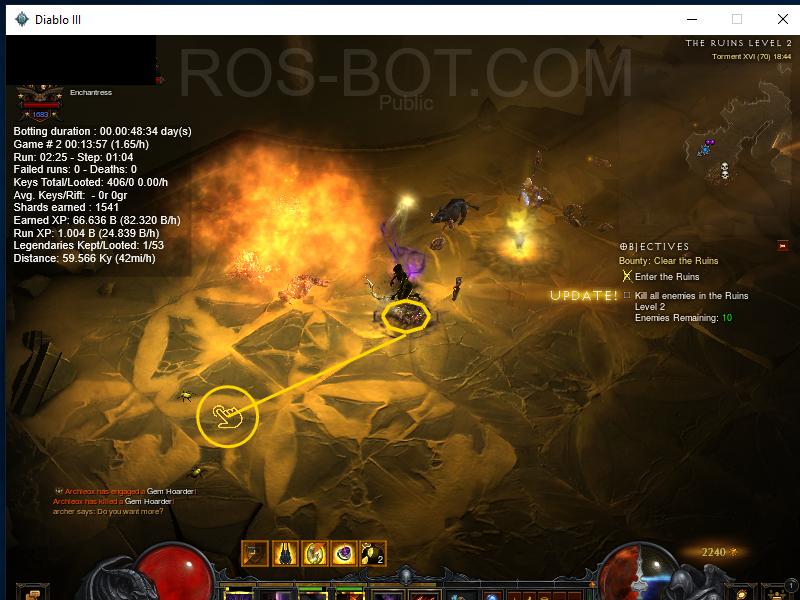 Diablo III
THE RUINS LEVEL 2
Torment XVI (70) 18:44
ROS-BOT.COM
Public
Enchantress
1683
Botting duration : 00.00:48:34 day(s)
Game # 2 00:13:57 (1.65/h)
Run: 02:25 - Step: 01:04
Failed runs: 0 - Deaths: 0
Keys Total/Looted: 406/0 0.00/h
Avg. Keys/Rift:  - 0r 0gr
Shards earned : 1541
Earned XP: 66.636 B (82.320 B/h)
Run XP: 1.004 B (24.839 B/h)
Legendaries Kept/Looted: 1/53
Distance: 59.566 Ky (42mi/h)
OBJECTIVES
Bounty: Clear the Ruins
Enter the Ruins
UPDATE! Kill all enemies in the Ruins
Level 2
Enemies Remaining: 10
Archleox has engaged a Gem Hoarder!
Archleox has killed a Gem Hoarder!
archer says: Do you want more?
2
2240
1